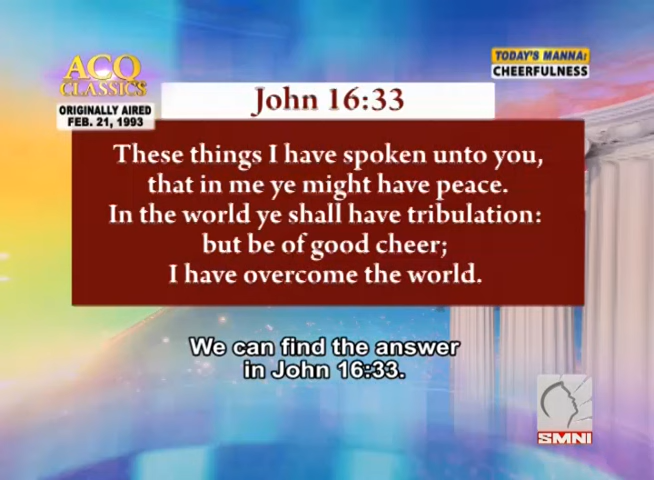 ACQ
CLASSICS
ORIGINALLY AIRED
FEB. 21, 1993
TODAY'S MANNA:
CHEERFULNESS
John 16:33
These things I have spoken unto you,
that in me ye might have peace.
In the world ye shall have tribulation:
but be of good cheer;
I have overcome the world.
We can find the answer
in John 16:33.
SMNI